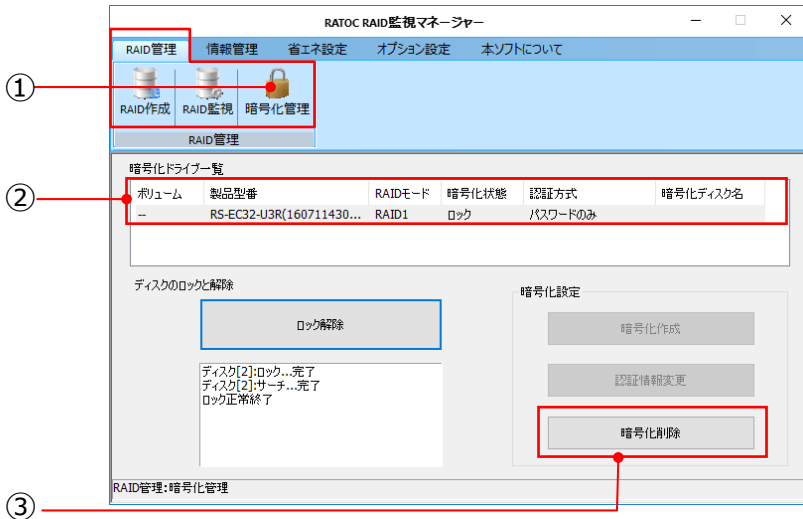 RATOC RAID監視マネージャー
RAID管理 情報管理 省エネ設定 オプション設定 本ソフトについて
①
RAID作成 RAID監視 暗号化管理
RAID管理
暗号化ドライブ一覧
②
ボリューム 製品型番 RAIDモード 暗号化状態 認証方式 暗号化ディスク名
-- RS-EC32-U3R(160711430... RAID1 ロック パスワードのみ
ディスクのロックと解除
暗号化設定
ロック解除
暗号化作成
ディスク[2]:ロック...完了
ディスク[2]:サーチ...完了
ロック正常終了
認証情報変更
暗号化削除
RAID管理:暗号化管理
③